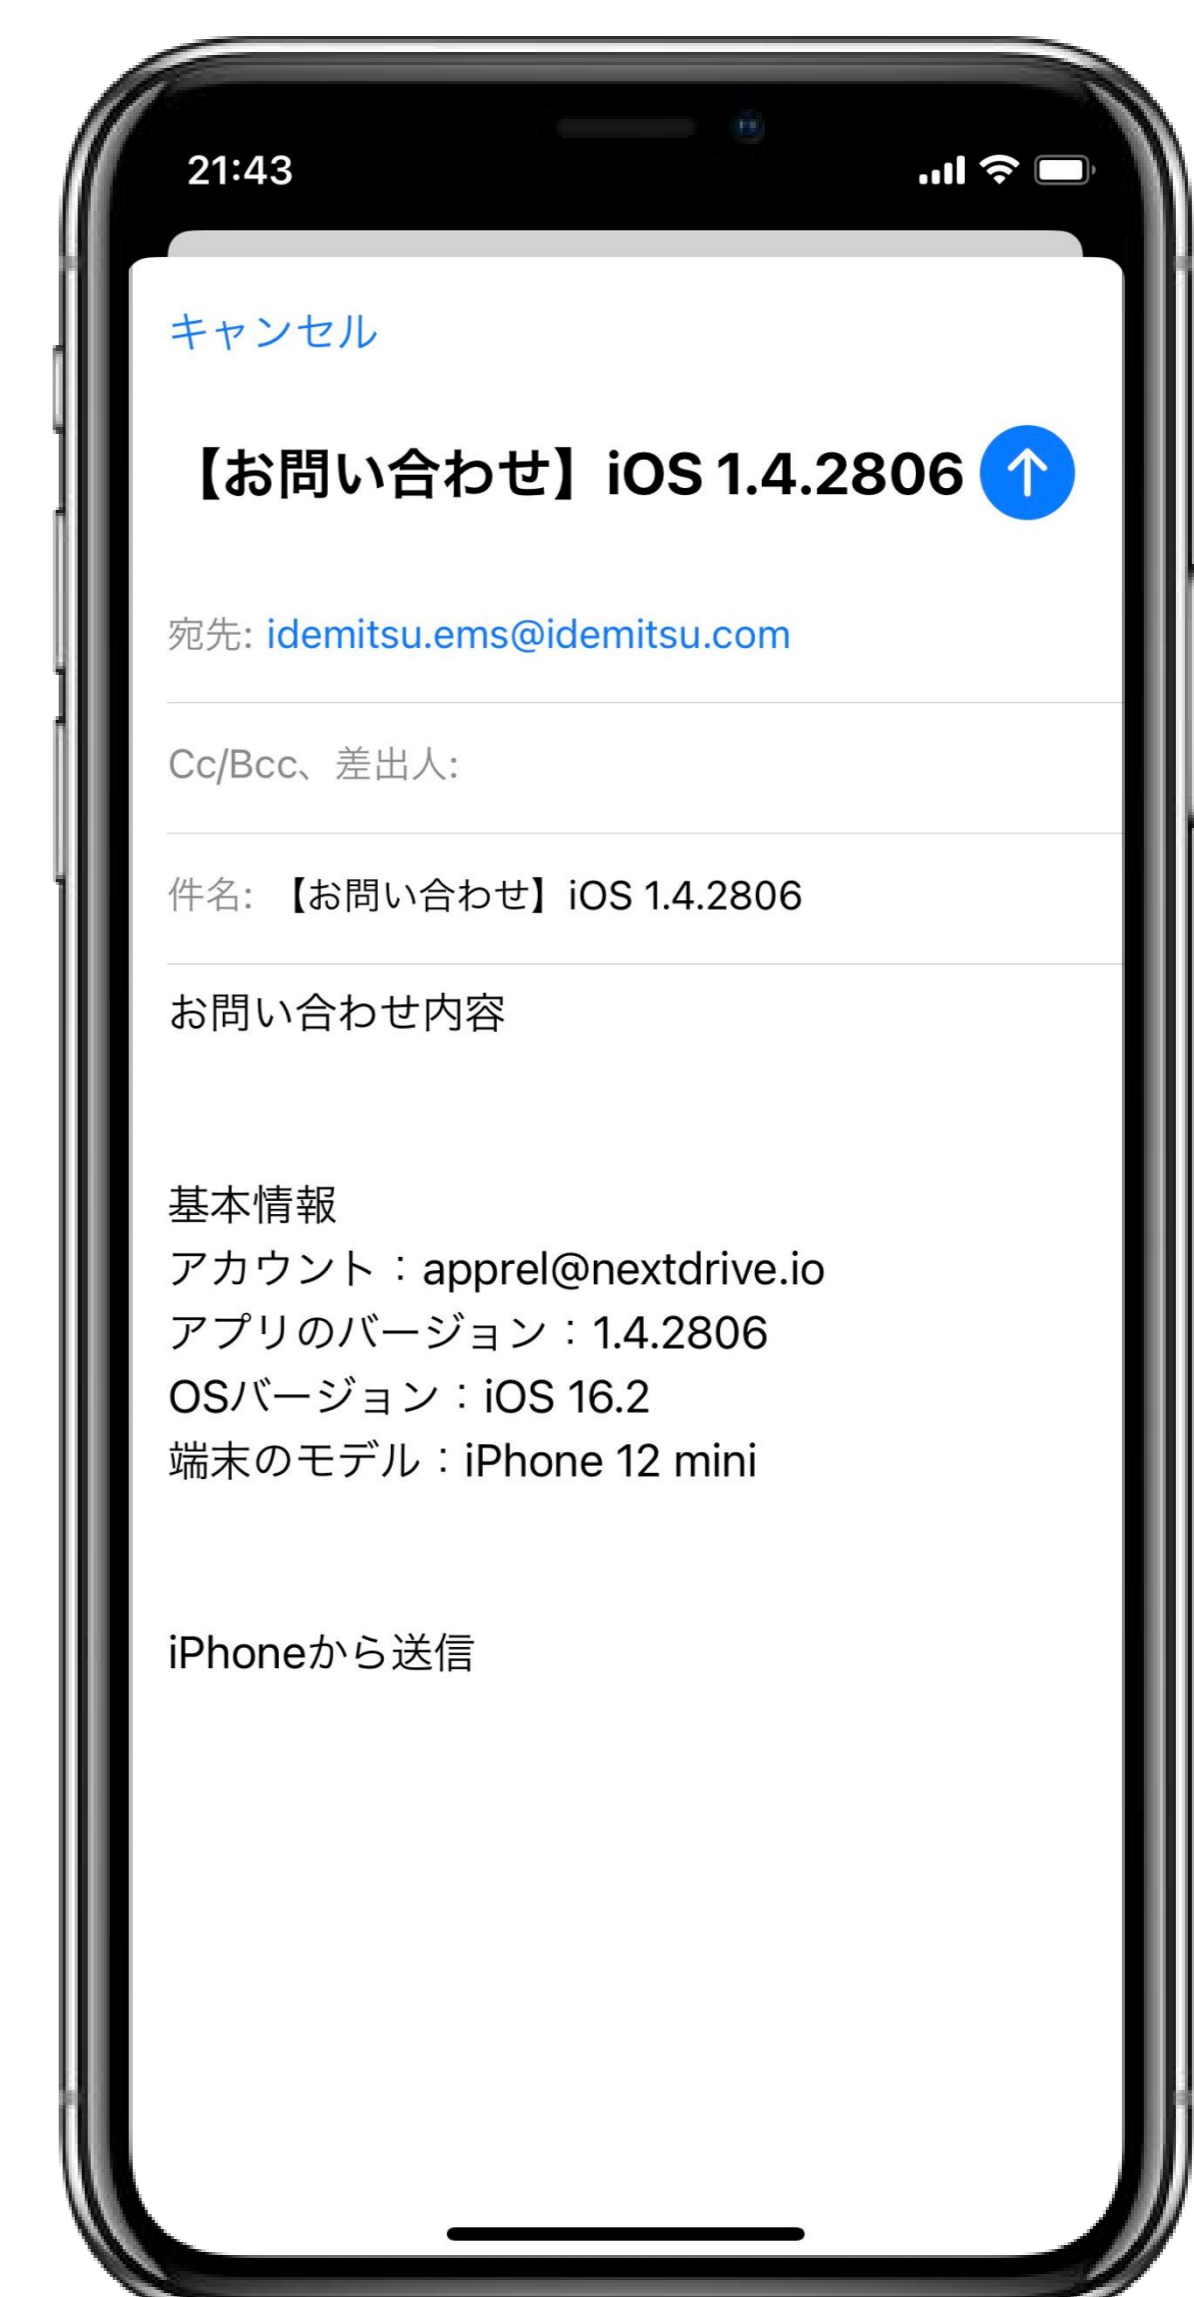 21:43
キャンセル
【お問い合わせ】iOS 1.4.2806
宛先: idemitsu.ems@idemitsu.com
Cc/Bcc、差出人:
件名: 【お問い合わせ】iOS 1.4.2806
お問い合わせ内容
基本情報
アカウント：apprel@nextdrive.io
アプリのバージョン：1.4.2806
OSバージョン：iOS 16.2
端末のモデル：iPhone 12 mini
iPhoneから送信